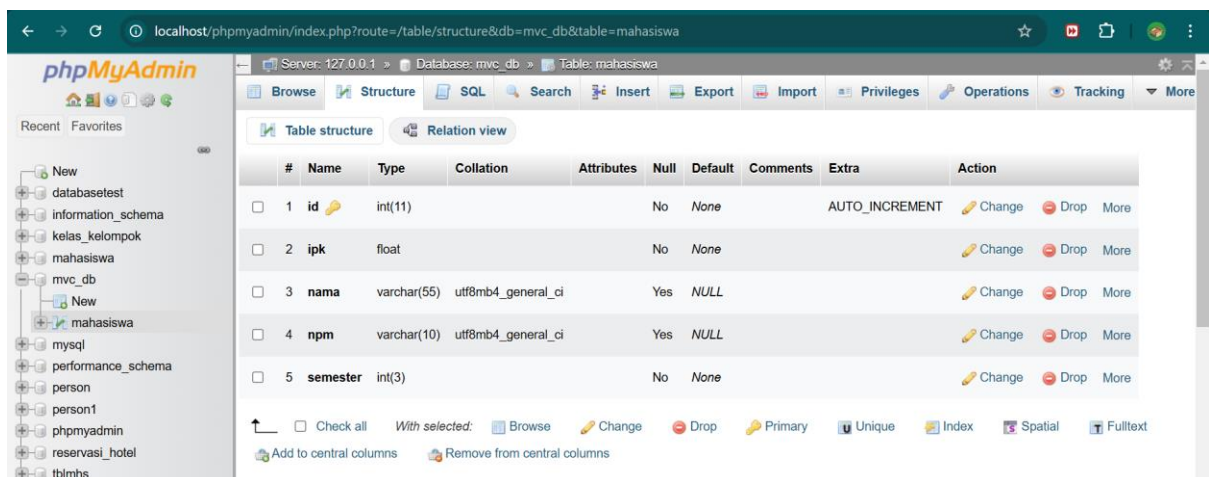 localhost/phpmyadmin/index.php?route=/table/structure&db=mvc_db&table=mahasiswa
phpMyAdmin
Recent Favorites
New
databasetest
information_schema
kelas_kelompok
mahasiswa
mvc_db
New
mahasiswa
mysql
performance_schema
person
person1
phpmyadmin
reservasi_hotel
tblmhs
Server: 127.0.0.1 » Database: mvc_db » Table: mahasiswa
Browse Structure SQL Search Insert Export Import Privileges Operations Tracking More
Table structure Relation view
# Name Type Collation Attributes Null Default Comments Extra Action
1 id int(11) No None AUTO_INCREMENT Change Drop More
2 ipk float No None Change Drop More
3 nama varchar(55) utf8mb4_general_ci Yes NULL Change Drop More
4 npm varchar(10) utf8mb4_general_ci Yes NULL Change Drop More
5 semester int(3) No None Change Drop More
Check all With selected: Browse Change Drop Primary Unique Index Spatial Fulltext
Add to central columns Remove from central columns